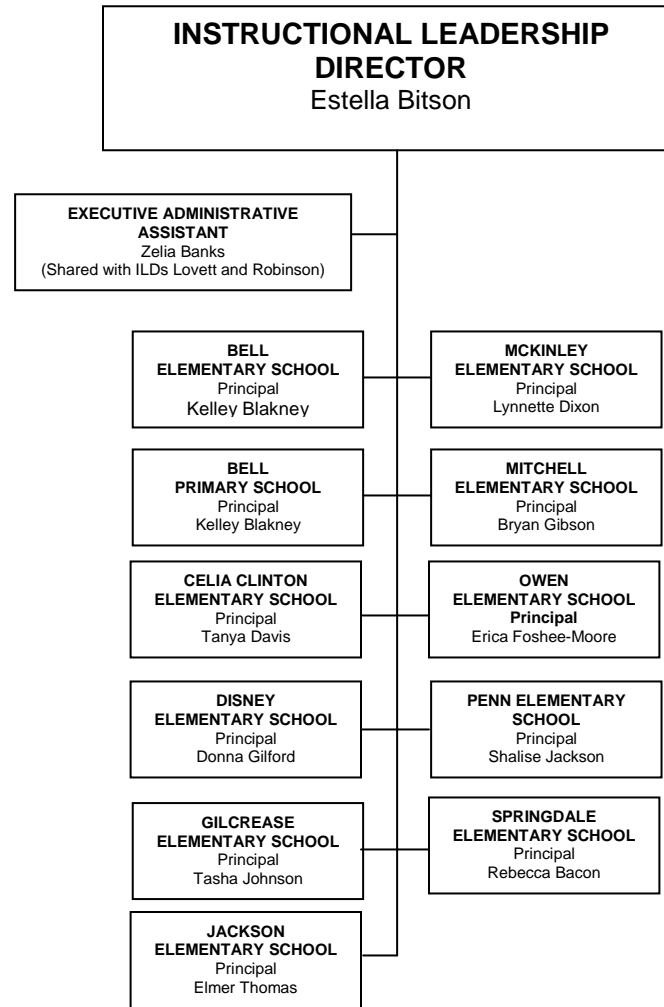 INSTRUCTIONAL LEADERSHIP
DIRECTOR
Estella Bitson
EXECUTIVE ADMINISTRATIVE
ASSISTANT
Zelia Banks
(Shared with ILDs Lovett and Robinson)
BELL
ELEMENTARY SCHOOL
Principal
Kelley Blakney
MCKINLEY
ELEMENTARY SCHOOL
Principal
Lynnette Dixon
BELL
PRIMARY SCHOOL
Principal
Kelley Blakney
MITCHELL
ELEMENTARY SCHOOL
Principal
Bryan Gibson
CELIA CLINTON
ELEMENTARY SCHOOL
Principal
Tanya Davis
OWEN
ELEMENTARY SCHOOL
Principal
Erica Foshee-Moore
DISNEY
ELEMENTARY SCHOOL
Principal
Donna Gilford
PENN ELEMENTARY
SCHOOL
Principal
Shalise Jackson
GILCREASE
ELEMENTARY SCHOOL
Principal
Tasha Johnson
SPRINGDALE
ELEMENTARY SCHOOL
Principal
Rebecca Bacon
JACKSON
ELEMENTARY SCHOOL
Principal
Elmer Thomas